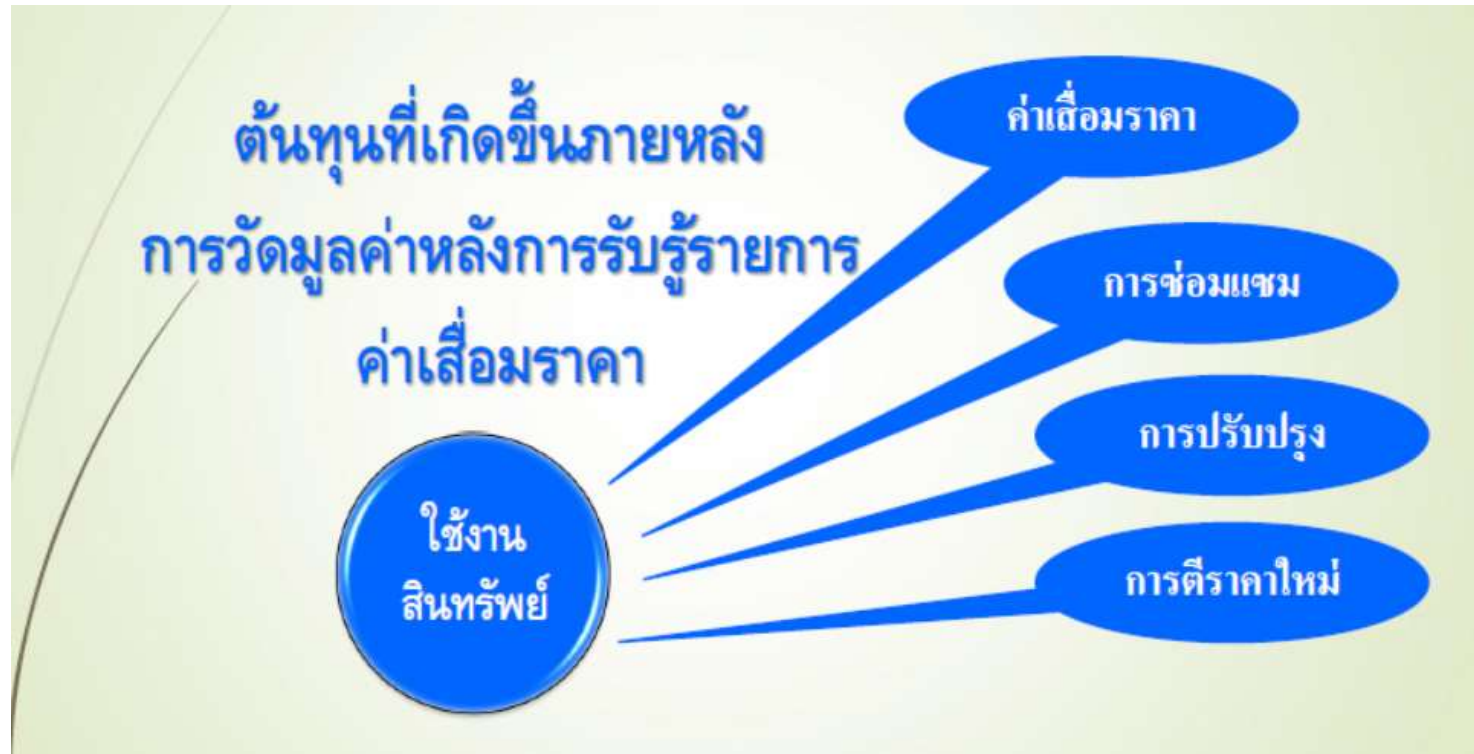 ต้นทุนที่เกิดขึ้นภายหลัง
การวัดมูลค่าหลังการรับรู้รายการ
ค่าเสื่อมราคา
ใช้งาน
สินทรัพย์
ค่าเสื่อมราคา
การซ่อมแซม
การปรับปรุง
การตีราคาใหม่